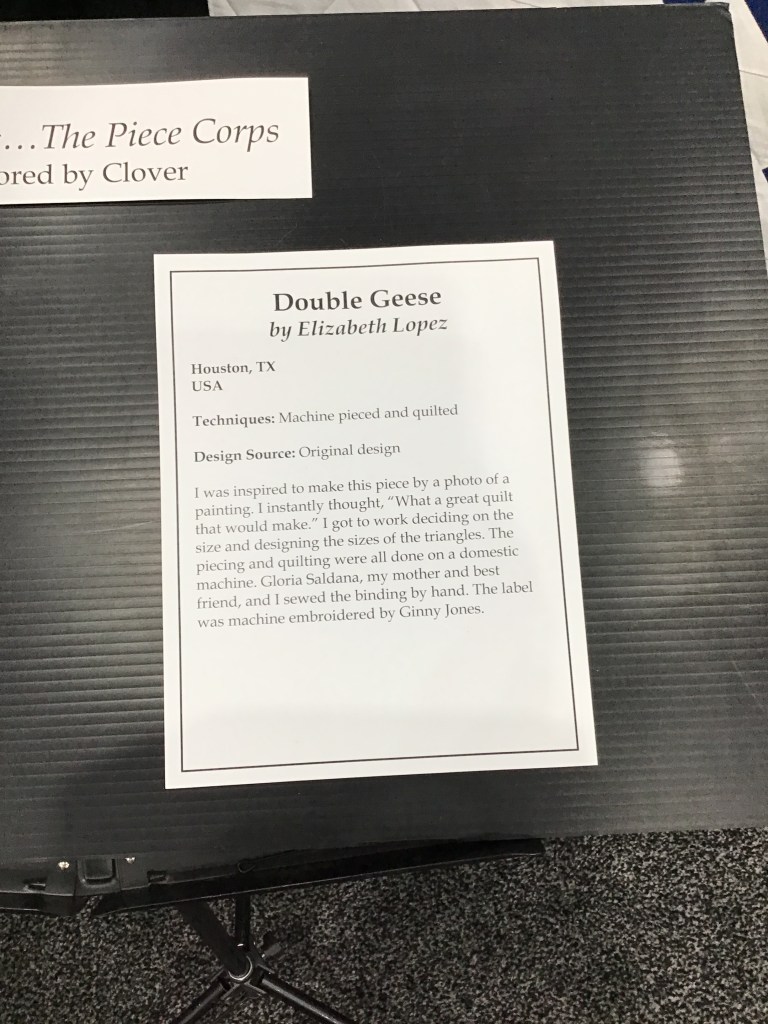 …The Piece Corps
ored by Clover
Double Geese
by Elizabeth Lopez
Houston, TX
USA
Techniques: Machine pieced and quilted
Design Source: Original design
I was inspired to make this piece by a photo of a
painting. I instantly thought, “What a great quilt
that would make.” I got to work deciding on the
size and designing the sizes of the triangles. The
piecing and quilting were all done on a domestic
machine. Gloria Saldana, my mother and best
friend, and I sewed the binding by hand. The label
was machine embroidered by Ginny Jones.